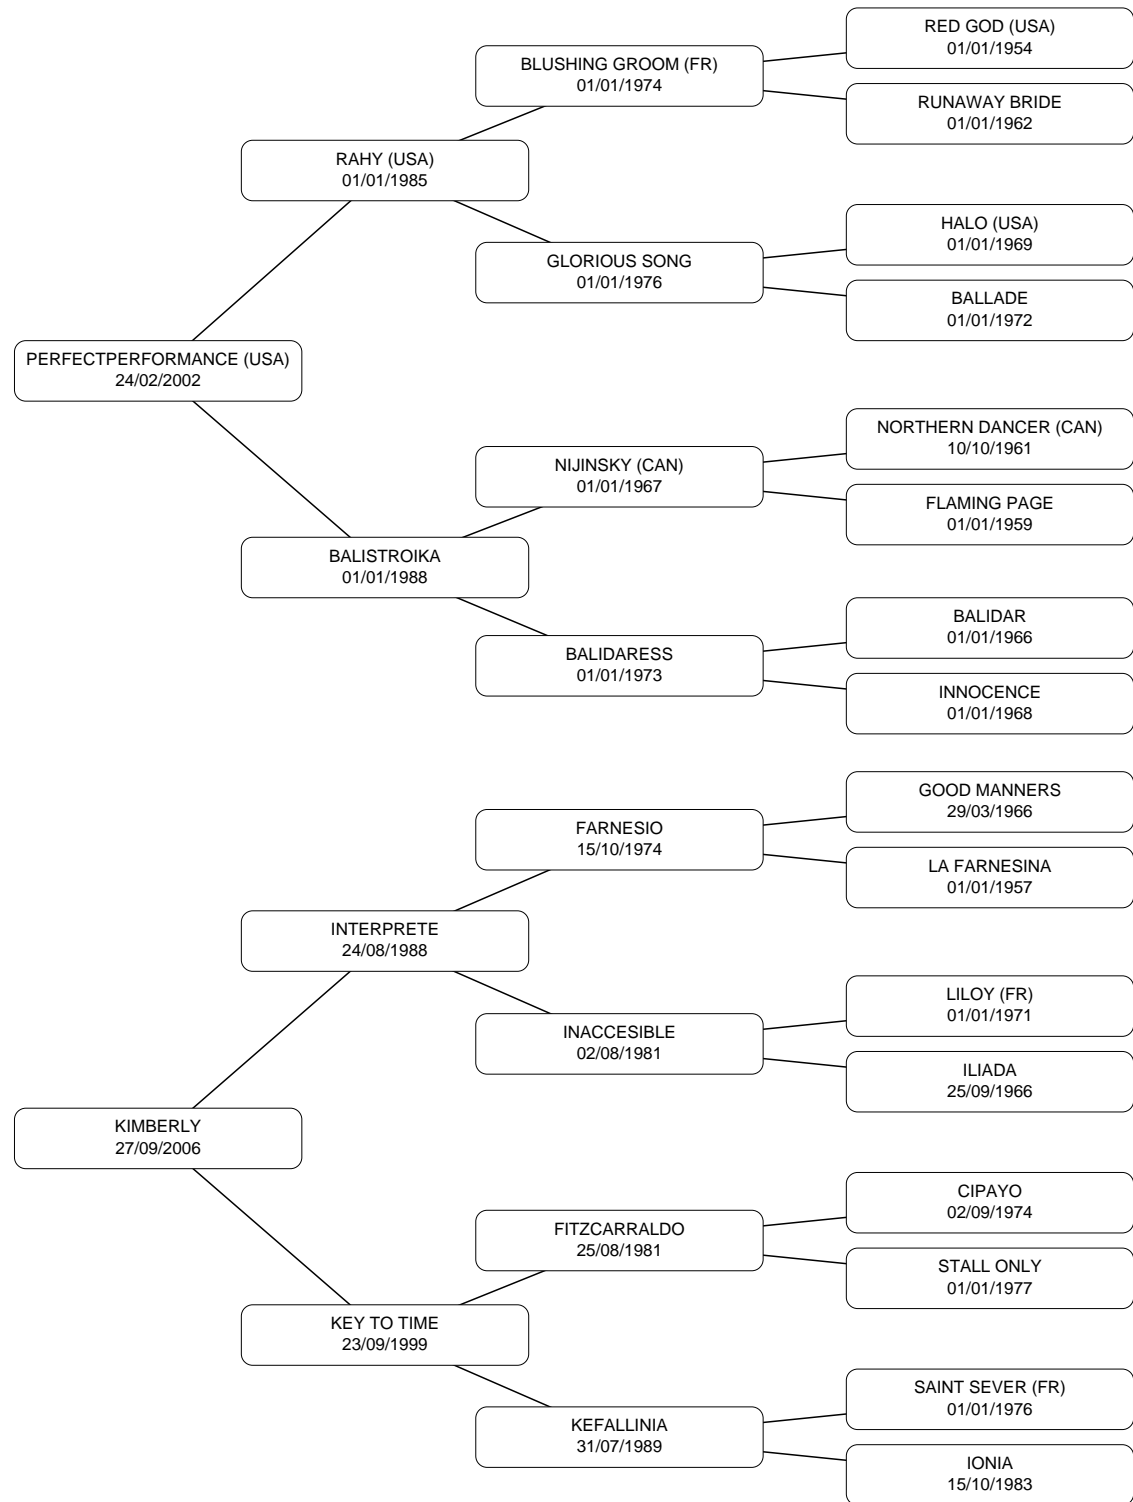 RED GOD (USA)
01/01/1954
BLUSHING GROOM (FR)
01/01/1974
RUNAWAY BRIDE
01/01/1962
RAHY (USA)
01/01/1985
HALO (USA)
01/01/1969
GLORIOUS SONG
01/01/1976
BALLADE
01/01/1972
PERFECTPERFORMANCE (USA)
24/02/2002
NORTHERN DANCER (CAN)
10/10/1961
NIJINSKY (CAN)
01/01/1967
FLAMING PAGE
01/01/1959
BALISTROIKA
01/01/1988
BALIDAR
01/01/1966
BALIDARESS
01/01/1973
INNOCENCE
01/01/1968
GOOD MANNERS
29/03/1966
FARNESIO
15/10/1974
LA FARNESINA
01/01/1957
INTERPRETE
24/08/1988
LILOY (FR)
01/01/1971
INACCESIBLE
02/08/1981
ILIADA
25/09/1966
KIMBERLY
27/09/2006
CIPAYO
02/09/1974
FITZCARRALDO
25/08/1981
STALL ONLY
01/01/1977
KEY TO TIME
23/09/1999
SAINT SEVER (FR)
01/01/1976
KEFALLINIA
31/07/1989
IONIA
15/10/1983